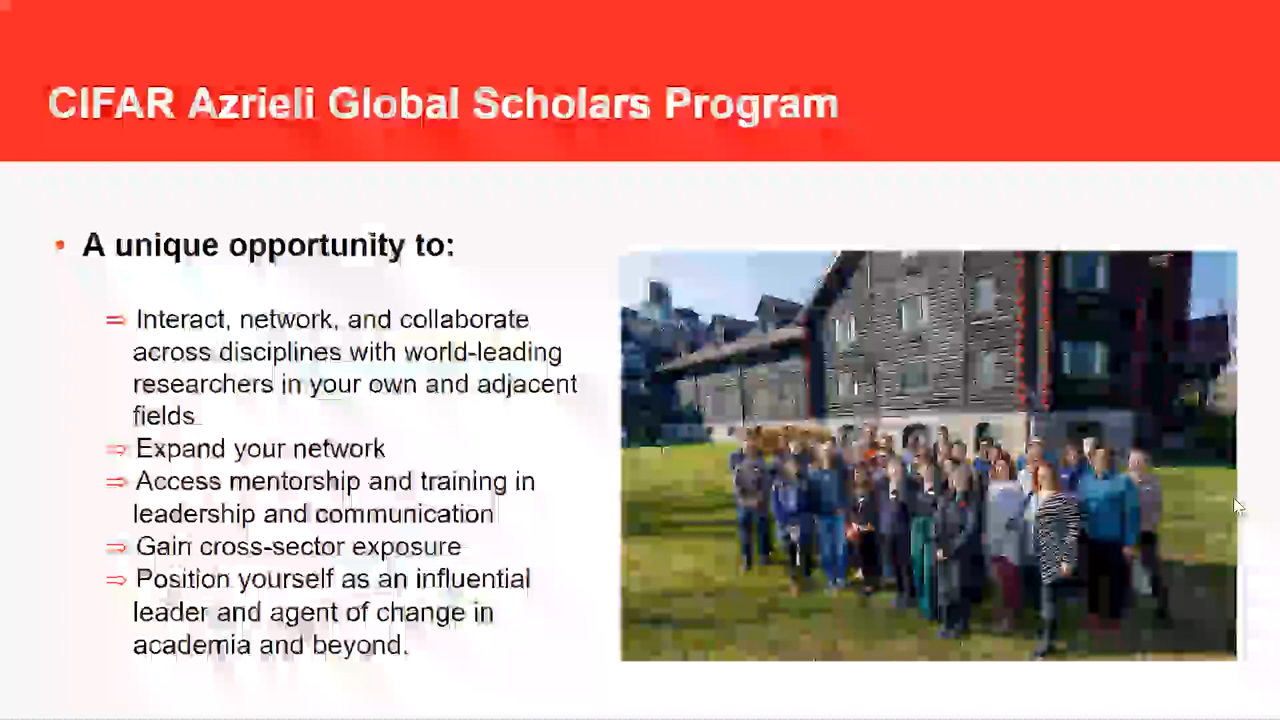 CIFAR Azrieli Global Scholars Program
• A unique opportunity to:
⇒ Interact, network, and collaborate
across disciplines with world-leading
researchers in your own and adjacent
fields
⇒ Expand your network
⇒ Access mentorship and training in
leadership and communication
⇒ Gain cross-sector exposure
⇒ Position yourself as an influential
leader and agent of change in
academia and beyond.